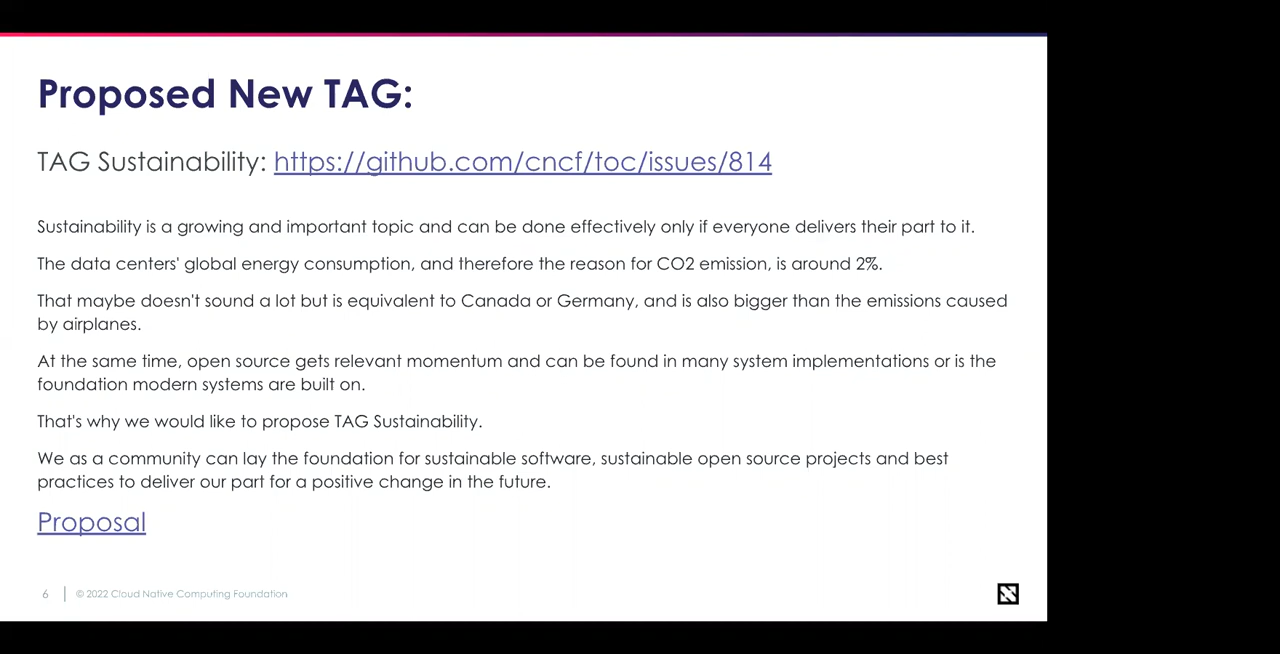 Proposed New TAG:
TAG Sustainability: https://github.com/cncf/toc/issues/814
Sustainability is a growing and important topic and can be done effectively only if everyone delivers their part to it.
The data centers' global energy consumption, and therefore the reason for CO2 emission, is around 2%.
That maybe doesn't sound a lot but is equivalent to Canada or Germany, and is also bigger than the emissions caused
by airplanes.
At the same time, open source gets relevant momentum and can be found in many system implementations or is the
foundation modern systems are built on.
That's why we would like to propose TAG Sustainability.
We as a community can lay the foundation for sustainable software, sustainable open source projects and best
practices to deliver our part for a positive change in the future.
Proposal
6 | © 2022 Cloud Native Computing Foundation